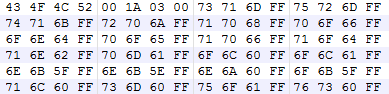 43 4F 4C 52 00 1A 03 00 73 71 6D FF 75 72 6D FF
74 71 6B FF 72 70 6A FF 71 70 68 FF 70 6F 66 FF
6F 6E 64 FF 70 6F 65 FF 71 70 66 FF 71 6F 64 FF
71 6E 62 FF 70 6D 61 FF 6F 6C 60 FF 6F 6C 61 FF
6E 6B 5F FF 6E 6B 5E FF 6E 6A 60 FF 6F 6B 5F FF
71 6C 60 FF 73 6D 60 FF 75 6F 61 FF 76 73 60 FF